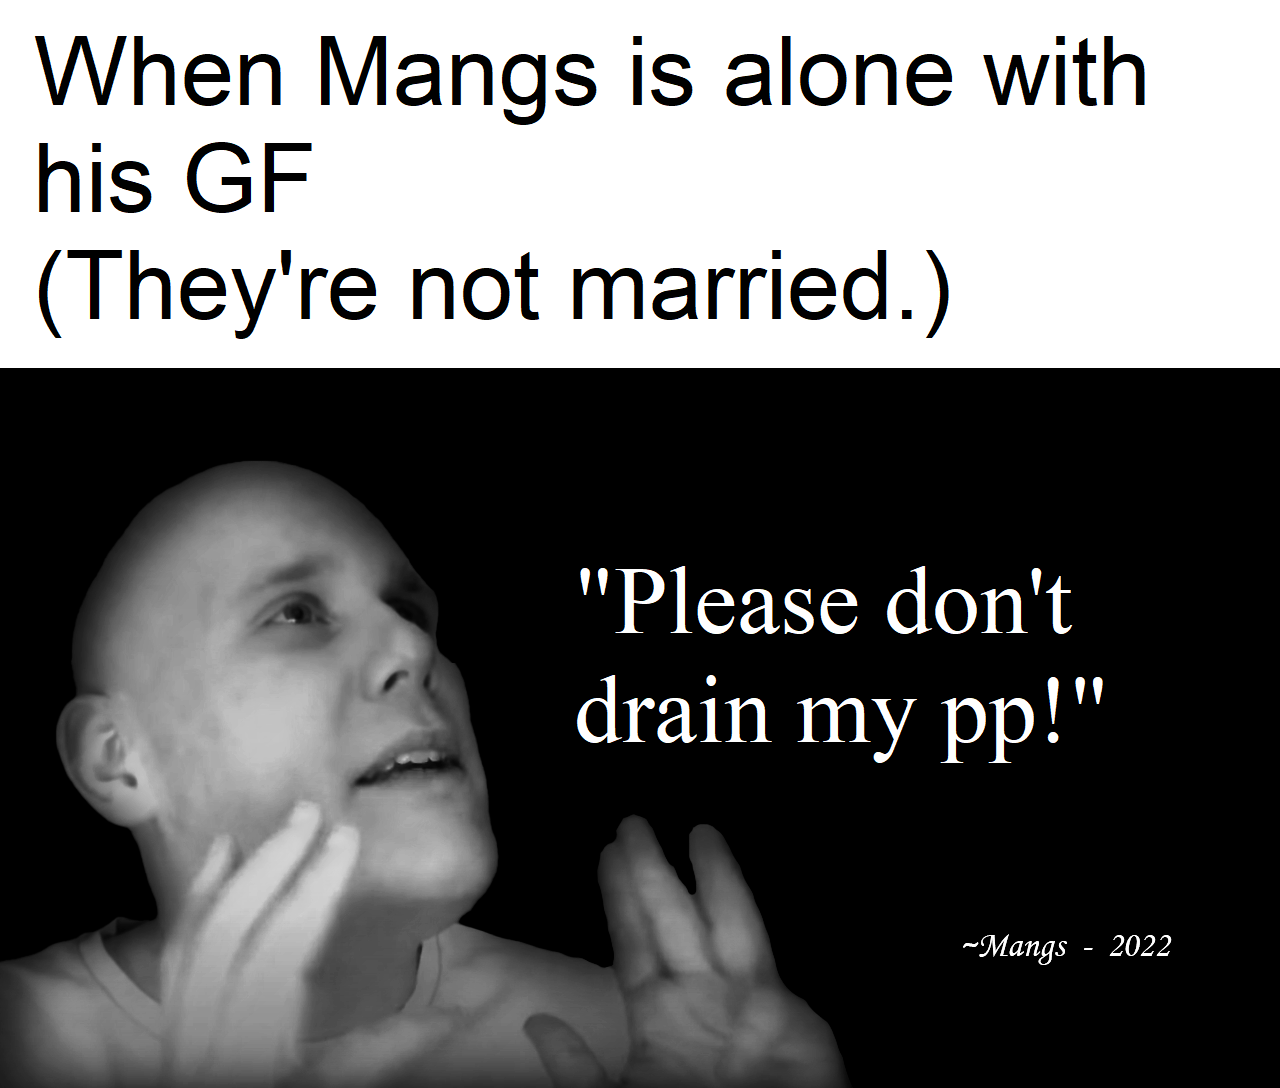 When Mangs is alone with
his GF
(They're not married.)
"Please don't
drain my pp!"
~Mangs - 2022